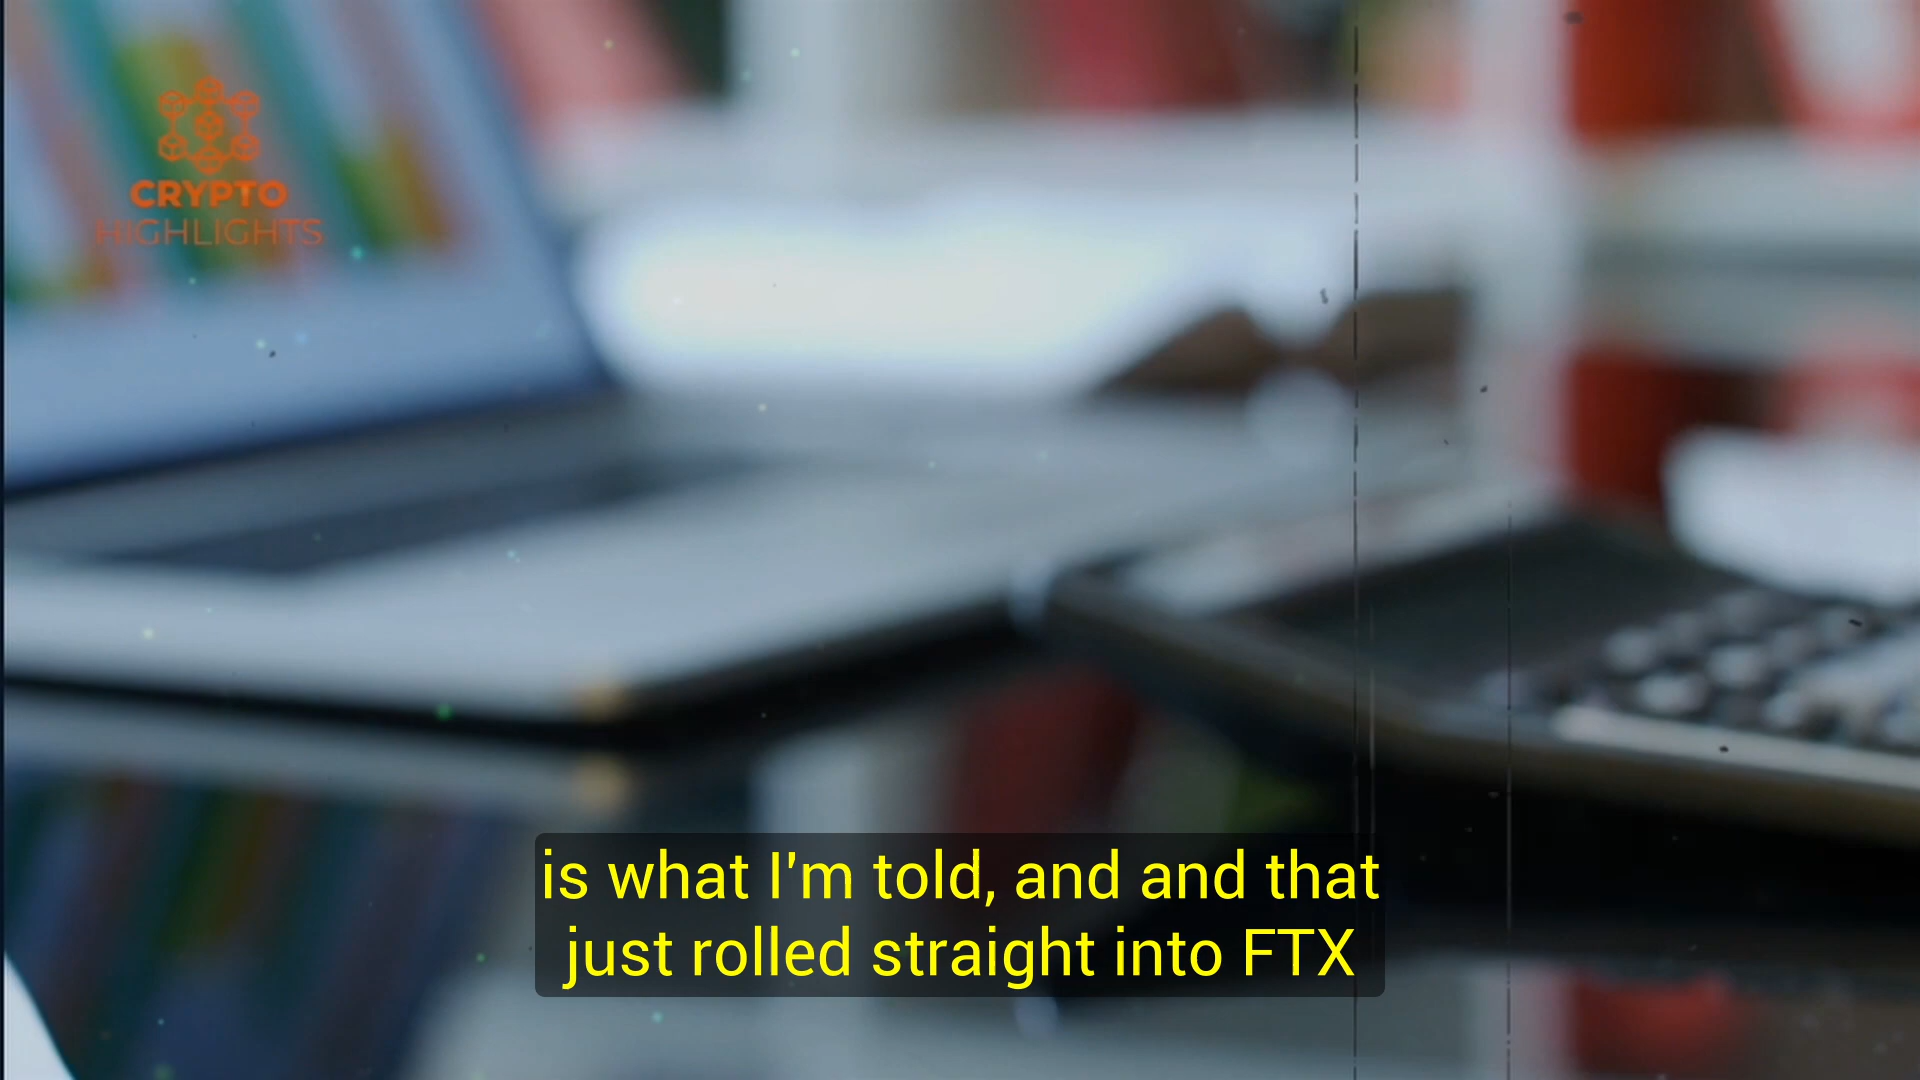 CRYPTO
HIGHLIGHTS
is what I'm told, and and that
just rolled straight into FTX